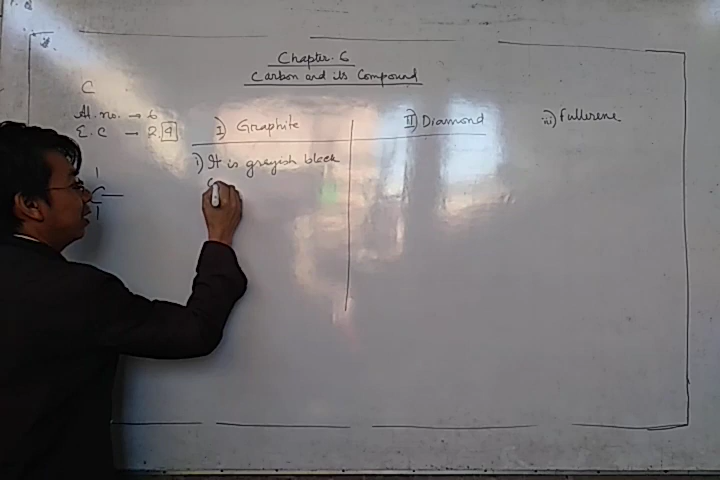 Chapter. 6
Carbon and its Compound
C
At. no. → 6
E.C → 2,4
I) Graphite
II) Diamond
iii) Fullerene
i) It is greyish black
C